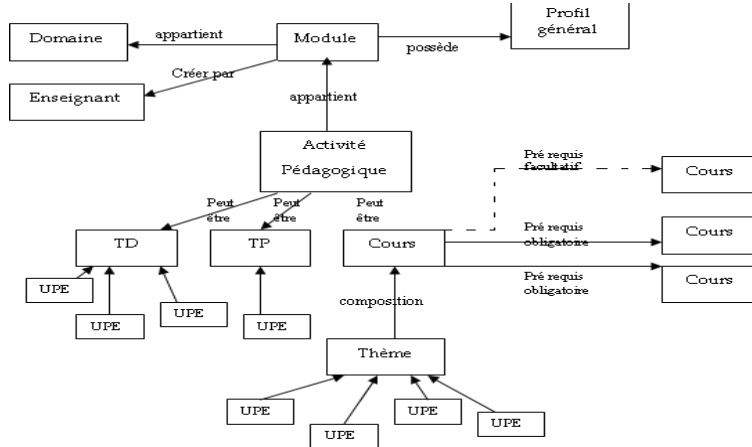 Profil
général
Domaine
appartient
Module
possède
Créer par
Enseignant
appartient
Activité
Pédagogique
Pré requis
facultatif
Cours
Peut
être
Peut
être
Peut
être
TD
TP
Cours
Pré requis
obligatoire
Cours
Pré requis
obligatoire
Cours
UPE
UPE
UPE
UPE
composition
Thème
UPE
UPE
UPE
UPE